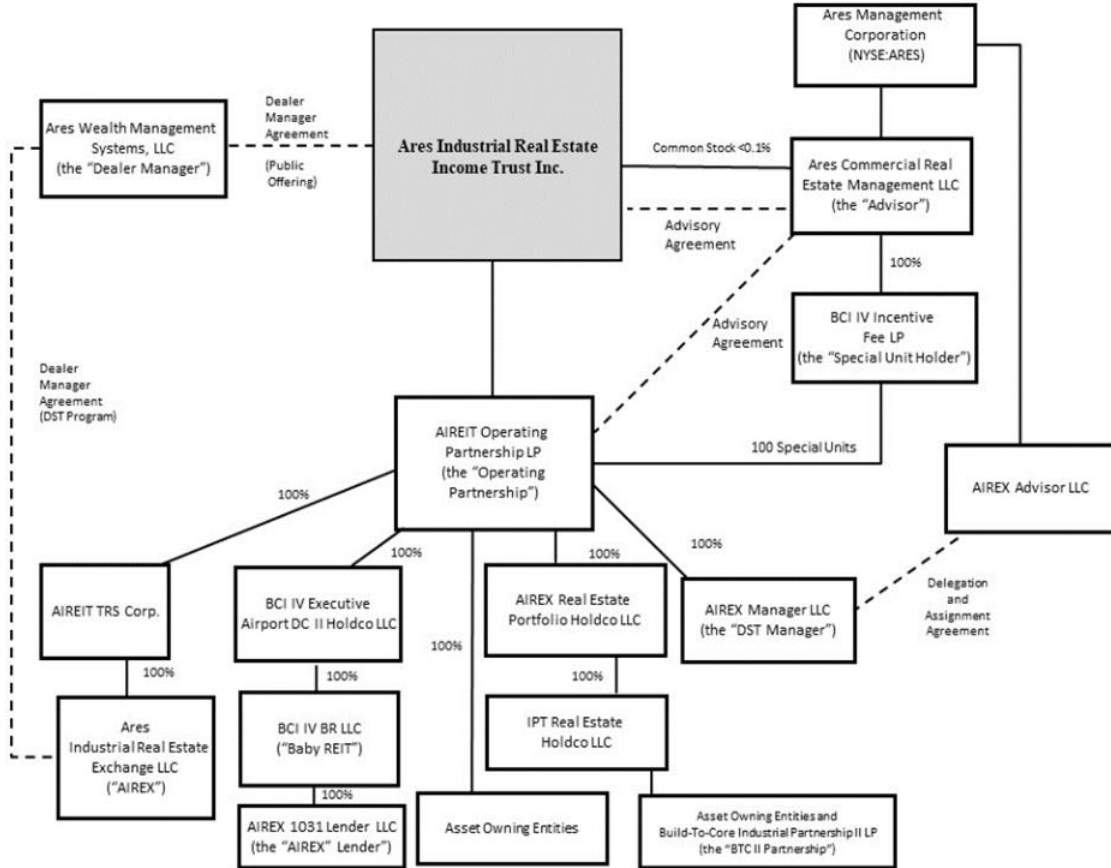 Ares Management
Corporation
(NYSE:ARES)
Ares Wealth Management
Systems, LLC
(the “Dealer Manager”)
Dealer
Manager
Agreement
(Public
Offering)
Ares Industrial Real Estate
Income Trust Inc.
Common Stock <0.1%
Ares Commercial Real
Estate Management LLC
(the “Advisor”)
Advisory
Agreement
100%
Advisory
Agreement
BCI IV Incentive
Fee LP
(the “Special Unit Holder”)
Dealer
Manager
Agreement
(DST Program)
AIREIT Operating
Partnership LP
(the “Operating
Partnership”)
100 Special Units
AIREX Advisor LLC
100%
100%
100%
100%
100%
AIREIT TRS Corp.
BCI IV Executive
Airport DC II Holdco LLC
AIREX Real Estate
Portfolio Holdco LLC
AIREX Manager LLC
(the “DST Manager”)
Delegation
and
Assignment
Agreement
100%
100%
100%
Ares
Industrial Real Estate
Exchange LLC
(“AIREX”)
BCI IV BR LLC
(“Baby REIT”)
IPT Real Estate
Holdco LLC
100%
AIREX 1031 Lender LLC
(the “AIREX” Lender”)
Asset Owning Entities
Asset Owning Entities and
Build-To-Core Industrial Partnership II LP
(the “BTC II Partnership”)